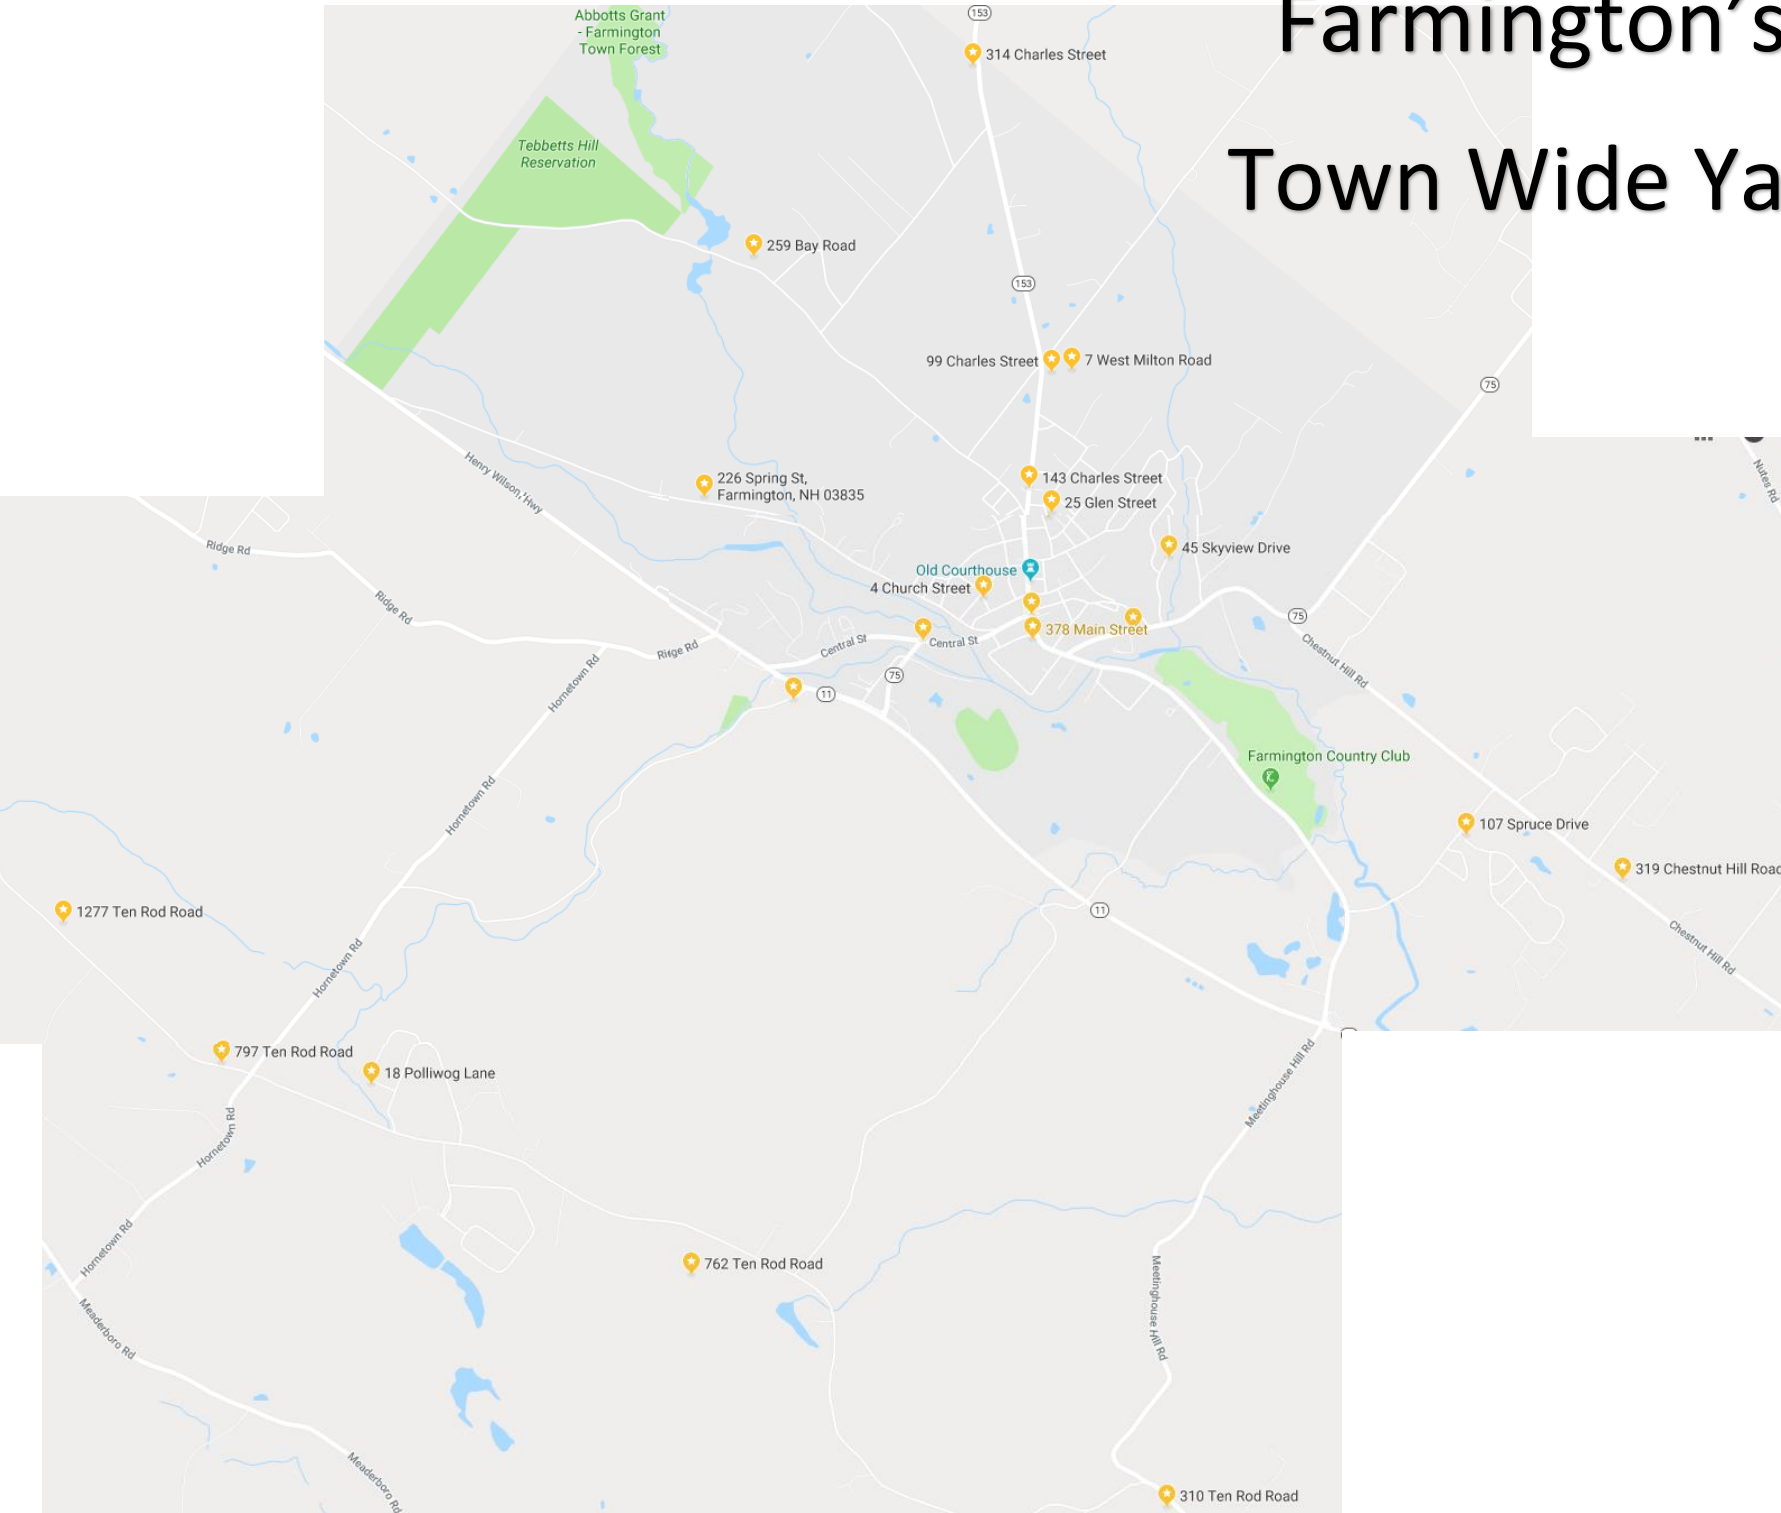 Farmington’s
Town Wide Ya
Abbotts Grant
- Farmington
Town Forest
153
314 Charles Street
Tebbetts Hill
Reservation
259 Bay Road
153
99 Charles Street
7 West Milton Road
75
Nutes Rd
Henry Wilson Hwy
226 Spring St,
Farmington, NH 03835
143 Charles Street
25 Glen Street
Ridge Rd
45 Skyview Drive
Old Courthouse
4 Church Street
Ridge Rd
75
378 Main Street
Central St
Central St
Ridge Rd
Chestnut Hill Rd
Hornetown Rd
75
11
Farmington Country Club
Hornetown Rd
107 Spruce Drive
319 Chestnut Hill Road
1277 Ten Rod Road
11
Chestnut Hill Rd
Hornetown Rd
797 Ten Rod Road
18 Polliwog Lane
Meetinghouse Hill Rd
Hornetown Rd
Hornetown Rd
762 Ten Rod Road
Meetinghouse Hill Rd
Meaderboro Rd
Meaderboro Rd
310 Ten Rod Road